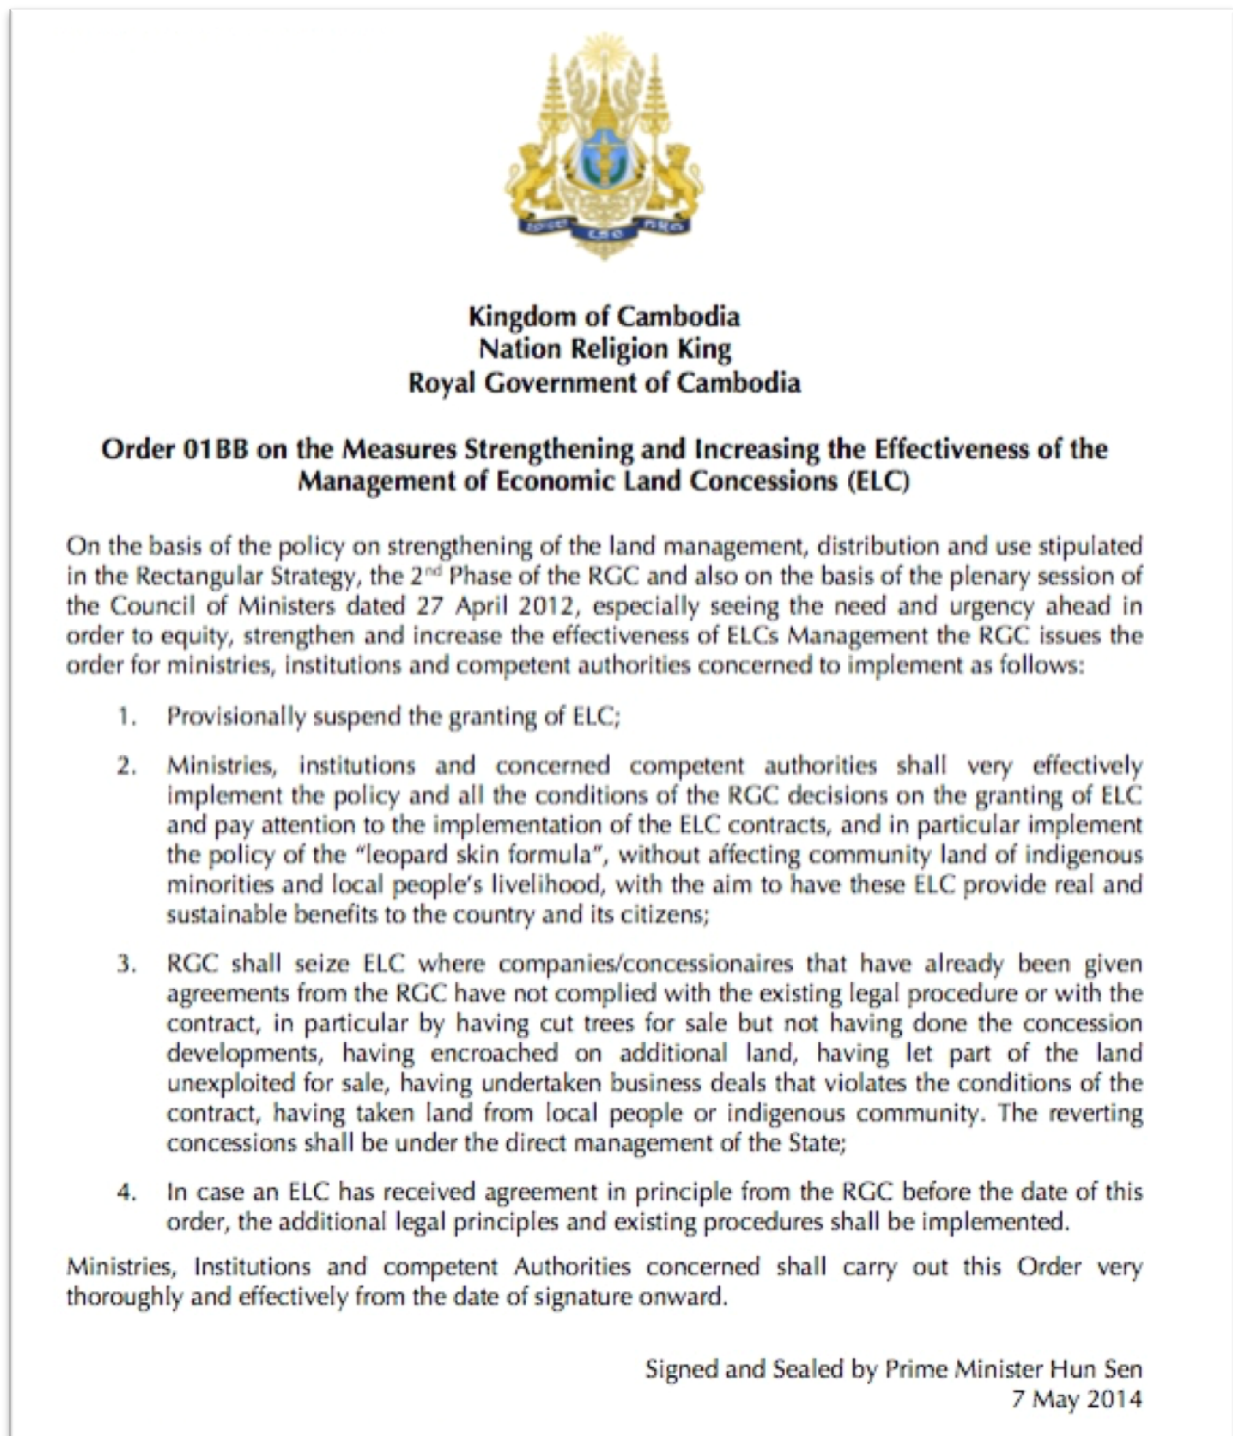 Kingdom of Cambodia
Nation Religion King
Royal Government of Cambodia
Order 01BB on the Measures Strengthening and Increasing the Effectiveness of the
Management of Economic Land Concessions (ELC)
On the basis of the policy on strengthening of the land management, distribution and use stipulated
in the Rectangular Strategy, the 2nd Phase of the RGC and also on the basis of the plenary session of
the Council of Ministers dated 27 April 2012, especially seeing the need and urgency ahead in
order to equity, strengthen and increase the effectiveness of ELCs Management the RGC issues the
order for ministries, institutions and competent authorities concerned to implement as follows:
1. Provisionally suspend the granting of ELC;
2. Ministries, institutions and concerned competent authorities shall very effectively
implement the policy and all the conditions of the RGC decisions on the granting of ELC
and pay attention to the implementation of the ELC contracts, and in particular implement
the policy of the “leopard skin formula”, without affecting community land of indigenous
minorities and local people’s livelihood, with the aim to have these ELC provide real and
sustainable benefits to the country and its citizens;
3. RGC shall seize ELC where companies/concessionaires that have already been given
agreements from the RGC have not complied with the existing legal procedure or with the
contract, in particular by having cut trees for sale but not having done the concession
developments, having encroached on additional land, having let part of the land
unexploited for sale, having undertaken business deals that violates the conditions of the
contract, having taken land from local people or indigenous community. The reverting
concessions shall be under the direct management of the State;
4. In case an ELC has received agreement in principle from the RGC before the date of this
order, the additional legal principles and existing procedures shall be implemented.
Ministries, Institutions and competent Authorities concerned shall carry out this Order very
thoroughly and effectively from the date of signature onward.
Signed and Sealed by Prime Minister Hun Sen
7 May 2014